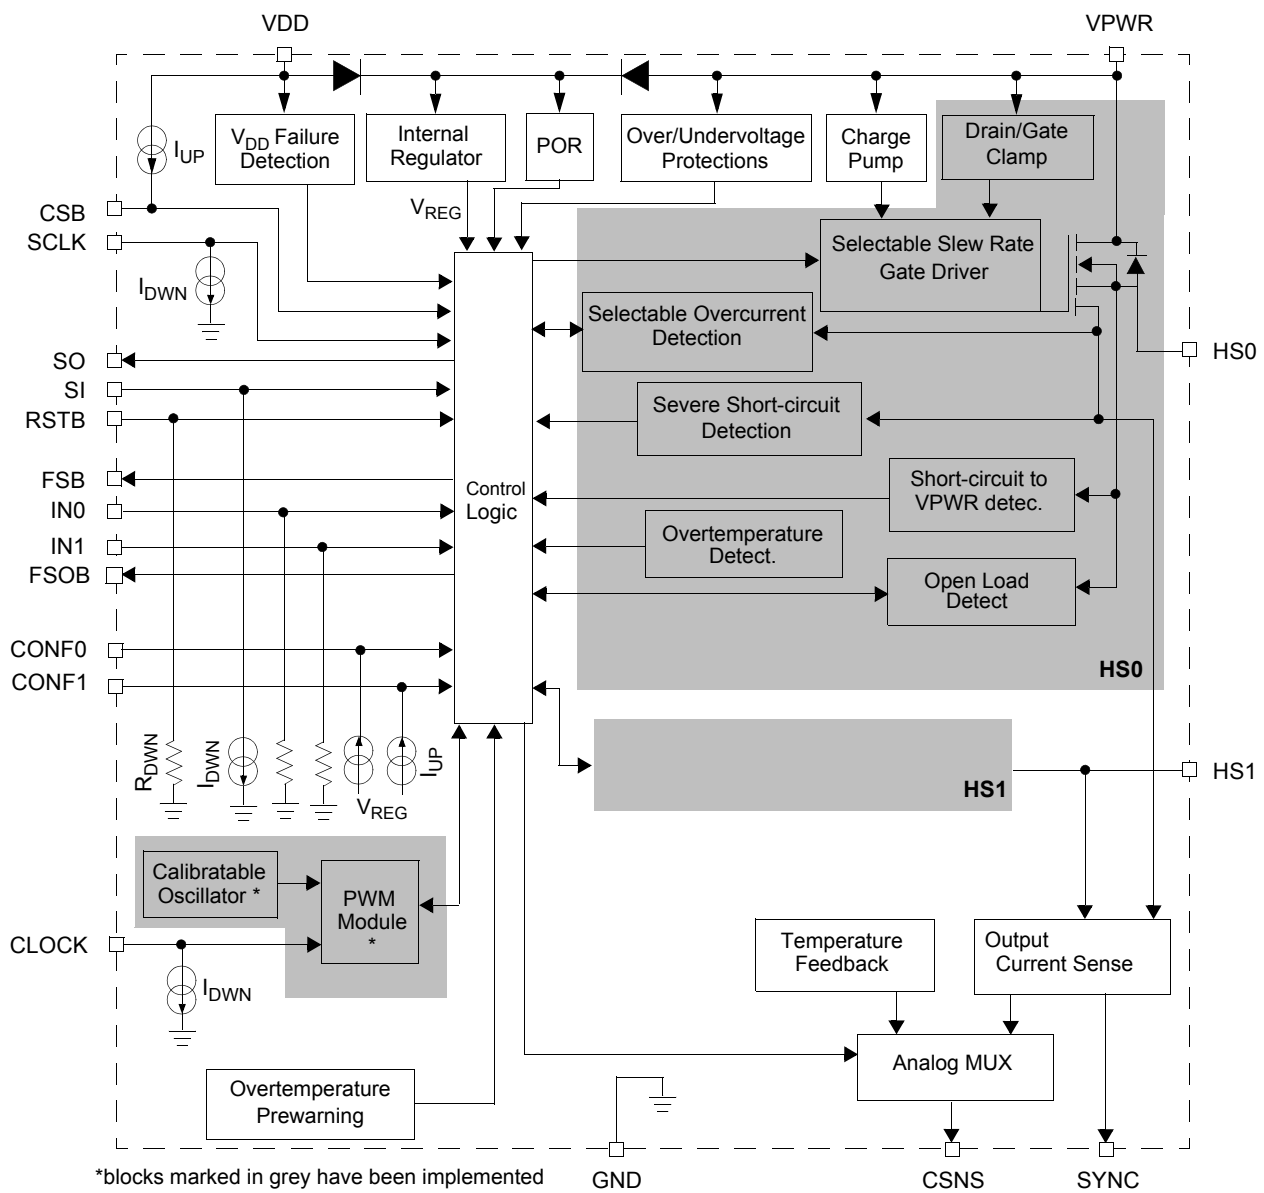 VDD
VPWR
IUP
VDD Failure
Detection
Internal
Regulator
POR
Over/Undervoltage
Protections
Charge
Pump
Drain/Gate
Clamp
VREG
CSB
SCLK
IDWN
Selectable Slew Rate
Gate Driver
Selectable Overcurrent
Detection
HS0
SO
SI
RSTB
Severe Short-circuit
Detection
FSB
IN0
IN1
FSOB
Control
Logic
Short-circuit to
VPWR detec.
Overtemperature
Detect.
Open Load
Detect
CONF0
CONF1
HS0
RDWN
IDWN
IUP
VREG
HS1
HS1
Calibratable
Oscillator *
PWM
Module
*
CLOCK
IDWN
Temperature
Feedback
Output
Current Sense
Analog MUX
Overtemperature
Prewarning
*blocks marked in grey have been implemented
GND
CSNS
SYNC